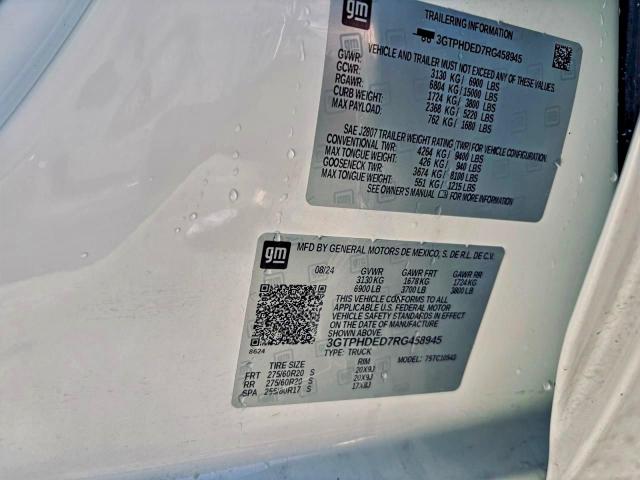 gm
TRAILERING INFORMATION
3GTPHDED7RG458945
VEHICLE AND TRAILER MUST NOT EXCEED ANY OF THESE VALUES
GVWR: 3130 KG / 6900 LBS
GCWR: 6804 KG / 15000 LBS
RGAWR: 1724 KG / 3800 LBS
CURB WEIGHT: 2368 KG / 5220 LBS
MAX PAYLOAD: 762 KG / 1680 LBS
SAE J2807 TRAILER WEIGHT RATING (TWR) FOR VEHICLE CONFIGURATION
CONVENTIONAL TWR: 4264 KG / 9400 LBS
MAX TONGUE WEIGHT: 426 KG / 940 LBS
GOOSENECK TWR: 3674 KG / 8100 LBS
MAX TONGUE WEIGHT: 551 KG / 1215 LBS
SEE OWNER'S MANUAL FOR MORE INFORMATION
gm
MFD BY GENERAL MOTORS DE MEXICO, S. DE R.L. DE C.V.
08/24 GVWR GAWR FRT GAWR RR
3130 KG 1678 KG 1724 KG
6900 LB 3700 LB 3800 LB
THIS VEHICLE CONFORMS TO ALL
APPLICABLE U.S. FEDERAL MOTOR
VEHICLE SAFETY STANDARDS IN EFFECT
ON THE DATE OF MANUFACTURE SHOWN
ABOVE.
3GTPHDED7RG458945
8624
TYPE: TRUCK MODEL:
TIRE SIZE RIM
FRT 275/60R20 S 20X9J
RR 275/60R20 S 20X9J
SPA 255/80R17 S 17X8J